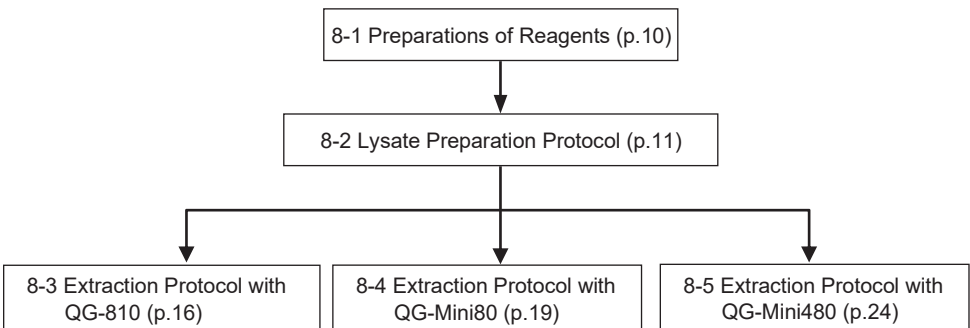 8-1 Preparations of Reagents (p.10)
8-2 Lysate Preparation Protocol (p.11)
8-3 Extraction Protocol with
QG-810 (p.16)
8-4 Extraction Protocol with
QG-Mini80 (p.19)
8-5 Extraction Protocol with
QG-Mini480 (p.24)